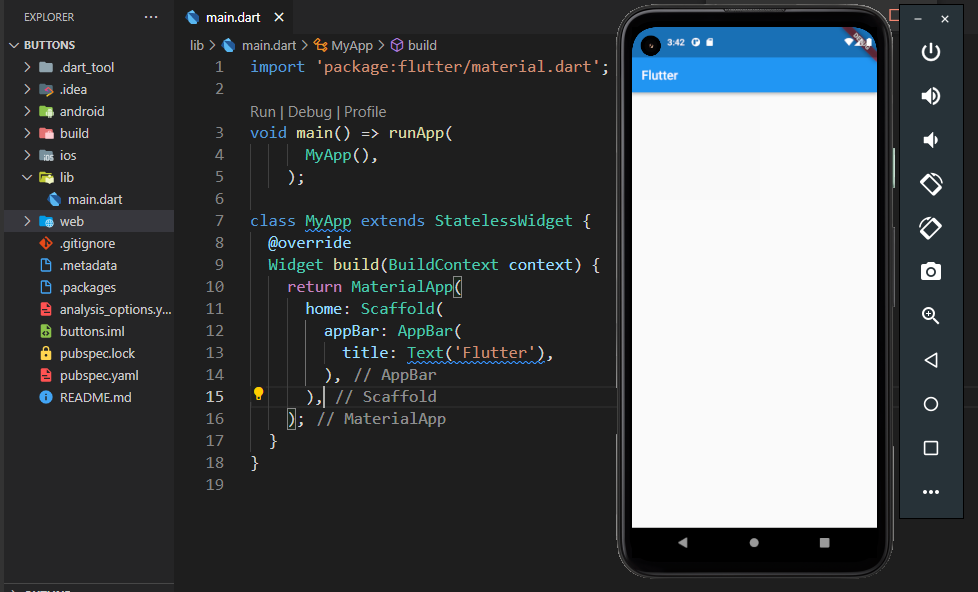 EXPLORER
...
main.dart
BUTTONS
.dart_tool
.idea
android
build
ios
lib
main.dart
web
.gitignore
.metadata
.packages
analysis_options.y...
buttons.iml
pubspec.lock
pubspec.yaml
README.md
lib > main.dart > MyApp > build
1 import 'package:flutter/material.dart';
2
Run | Debug | Profile
3 void main() => runApp(
4 MyApp(),
5 );
6
7 class MyApp extends StatelessWidget {
8 @override
9 Widget build(BuildContext context) {
10 return MaterialApp(
11 home: Scaffold(
12 appBar: AppBar(
13 title: Text('Flutter'),
14 ), // AppBar
15 ), // Scaffold
16 ); // MaterialApp
17 }
18 }
19
3:42
Flutter